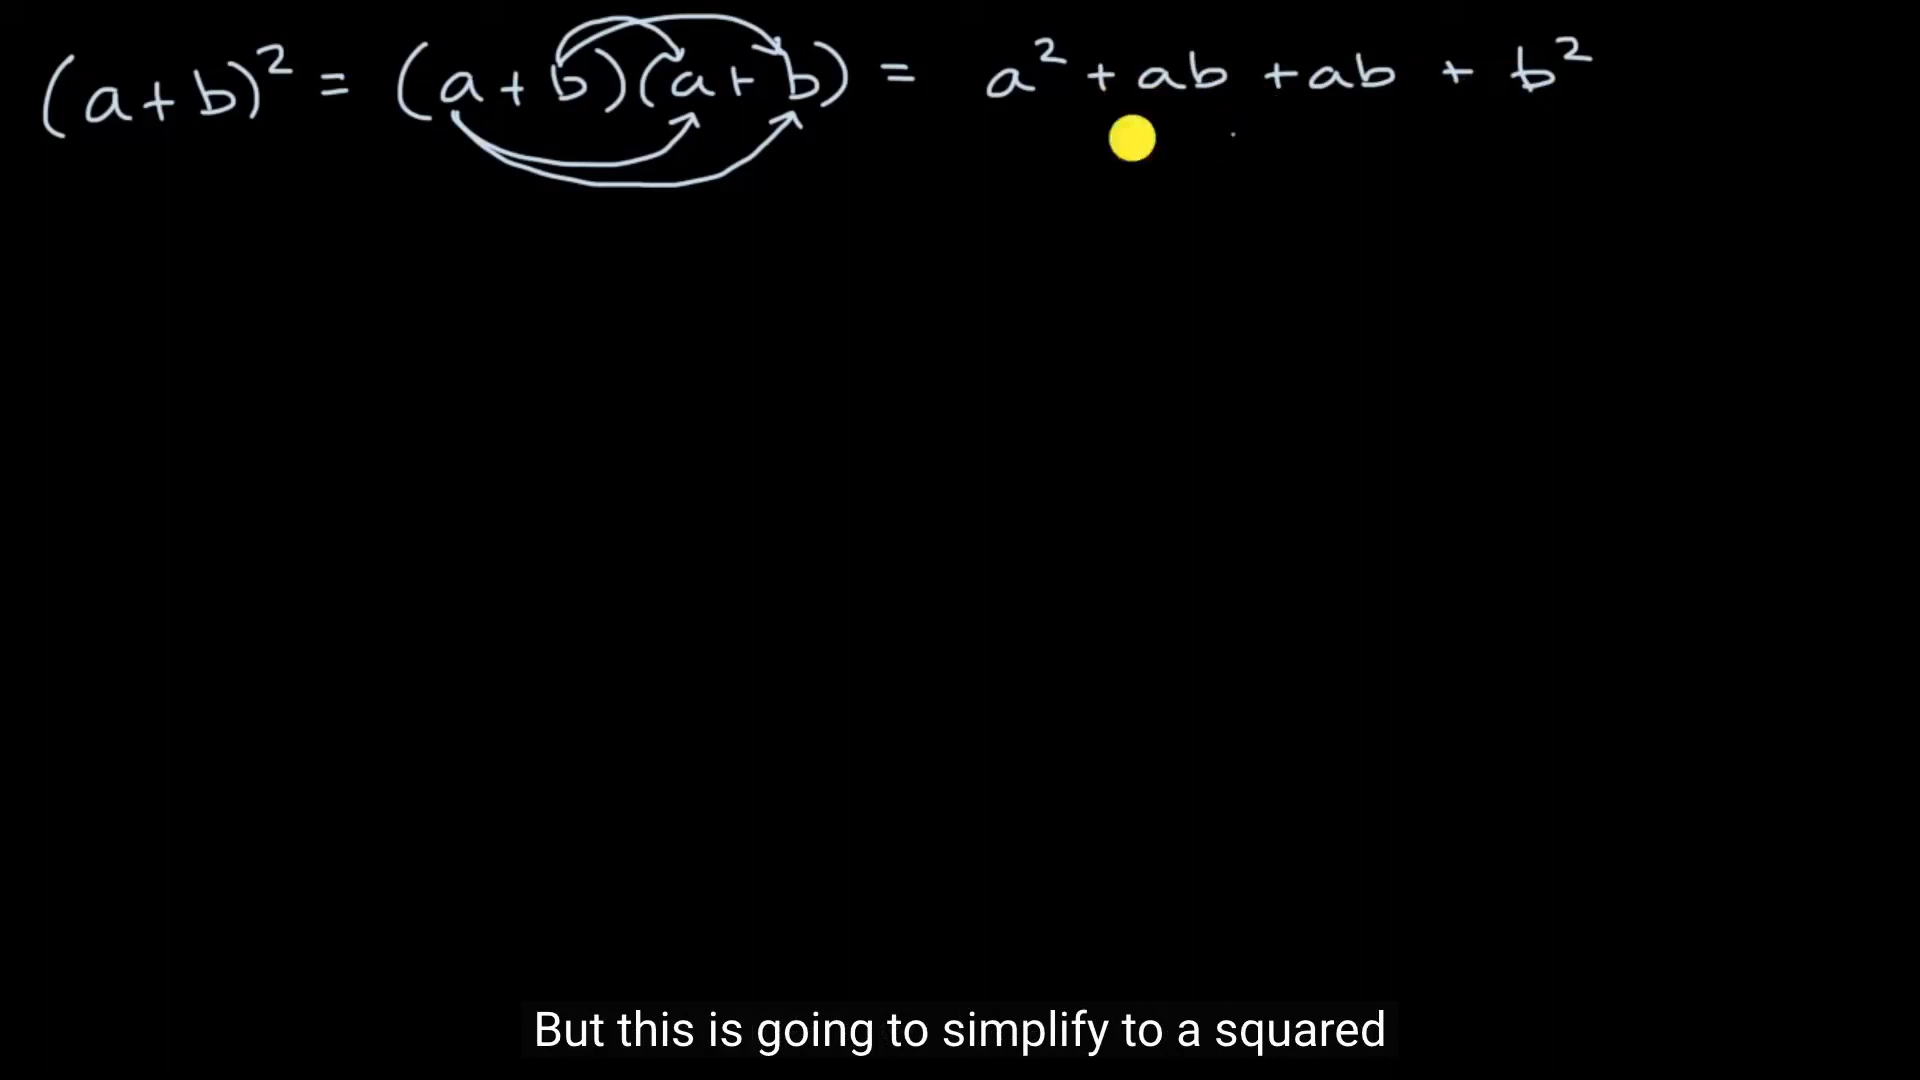 (a+b)² = (a+b)(a+b) = a² + ab + ab + b²
But this is going to simplify to a squared